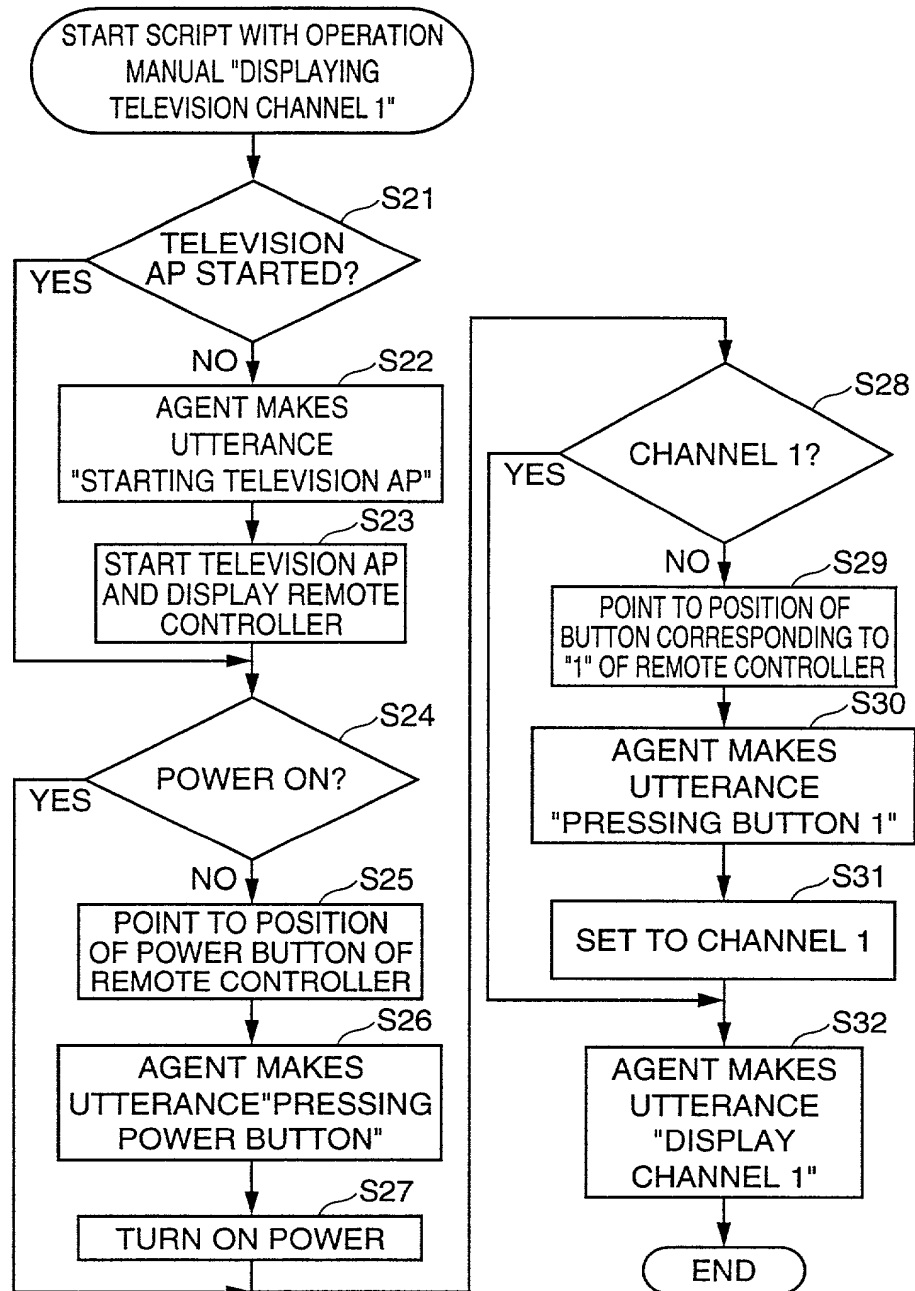 START SCRIPT WITH OPERATION
MANUAL "DISPLAYING
TELEVISION CHANNEL 1"
S21
TELEVISION
AP STARTED?
YES
NO
S22
AGENT MAKES
UTTERANCE
"STARTING TELEVISION AP"
S23
START TELEVISION AP
AND DISPLAY REMOTE
CONTROLLER
S24
POWER ON?
YES
NO
S25
POINT TO POSITION
OF POWER BUTTON OF
REMOTE CONTROLLER
S26
AGENT MAKES
UTTERANCE"PRESSING
POWER BUTTON"
S27
TURN ON POWER
S28
CHANNEL 1?
YES
NO
S29
POINT TO POSITION OF
BUTTON CORRESPONDING TO
"1" OF REMOTE CONTROLLER
S30
AGENT MAKES
UTTERANCE
"PRESSING BUTTON 1"
S31
SET TO CHANNEL 1
S32
AGENT MAKES
UTTERANCE
"DISPLAY
CHANNEL 1"
END